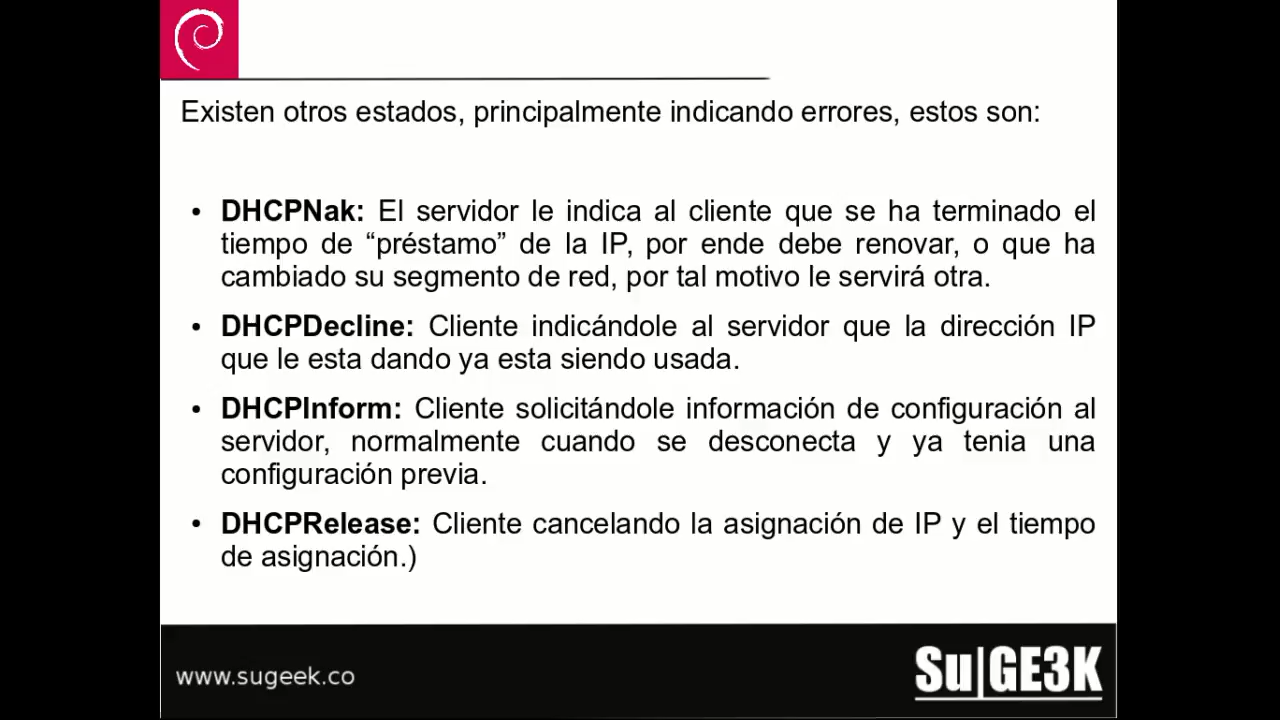 Existen otros estados, principalmente indicando errores, estos son:
• DHCPNak: El servidor le indica al cliente que se ha terminado el
tiempo de “préstamo” de la IP, por ende debe renovar, o que ha
cambiado su segmento de red, por tal motivo le servirá otra.
• DHCPDecline: Cliente indicándole al servidor que la dirección IP
que le esta dando ya esta siendo usada.
• DHCPInform: Cliente solicitándole información de configuración al
servidor, normalmente cuando se desconecta y ya tenia una
configuración previa.
• DHCPRelease: Cliente cancelando la asignación de IP y el tiempo
de asignación.)
www.sugeek.co
Su|GE3K